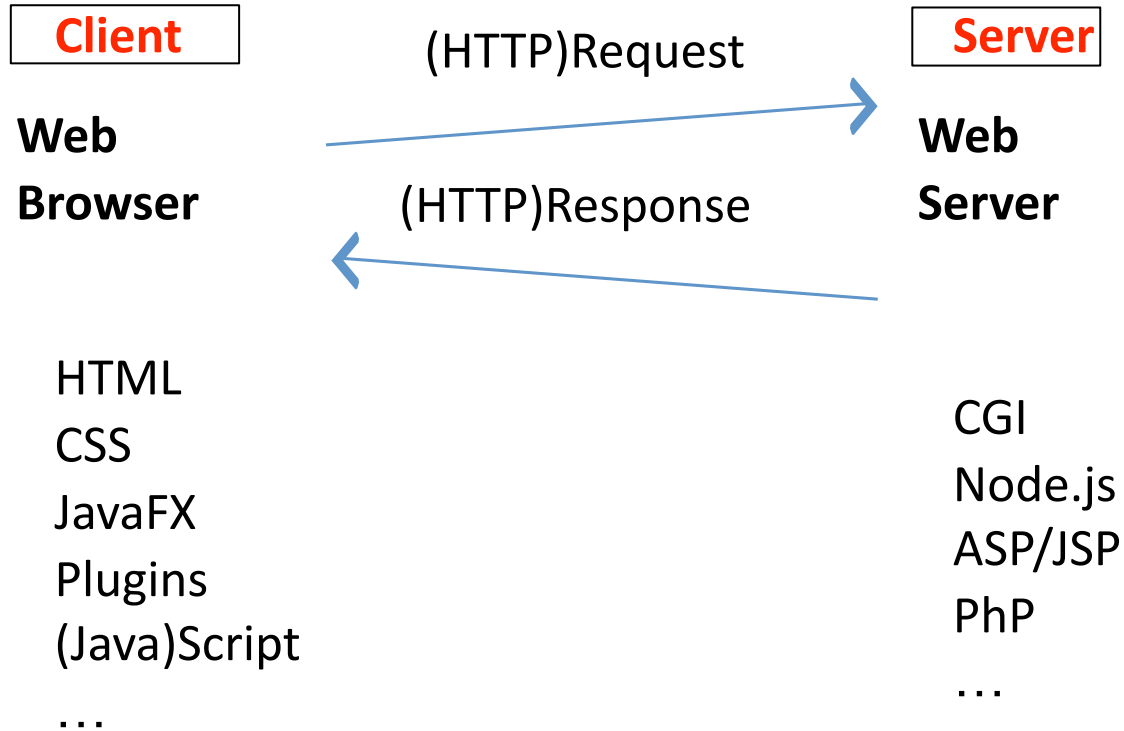 Client
(HTTP)Request
Server
Web
Browser
(HTTP)Response
Web
Server
HTML
CSS
JavaFX
Plugins
(Java)Script
…
CGI
Node.js
ASP/JSP
PhP
…